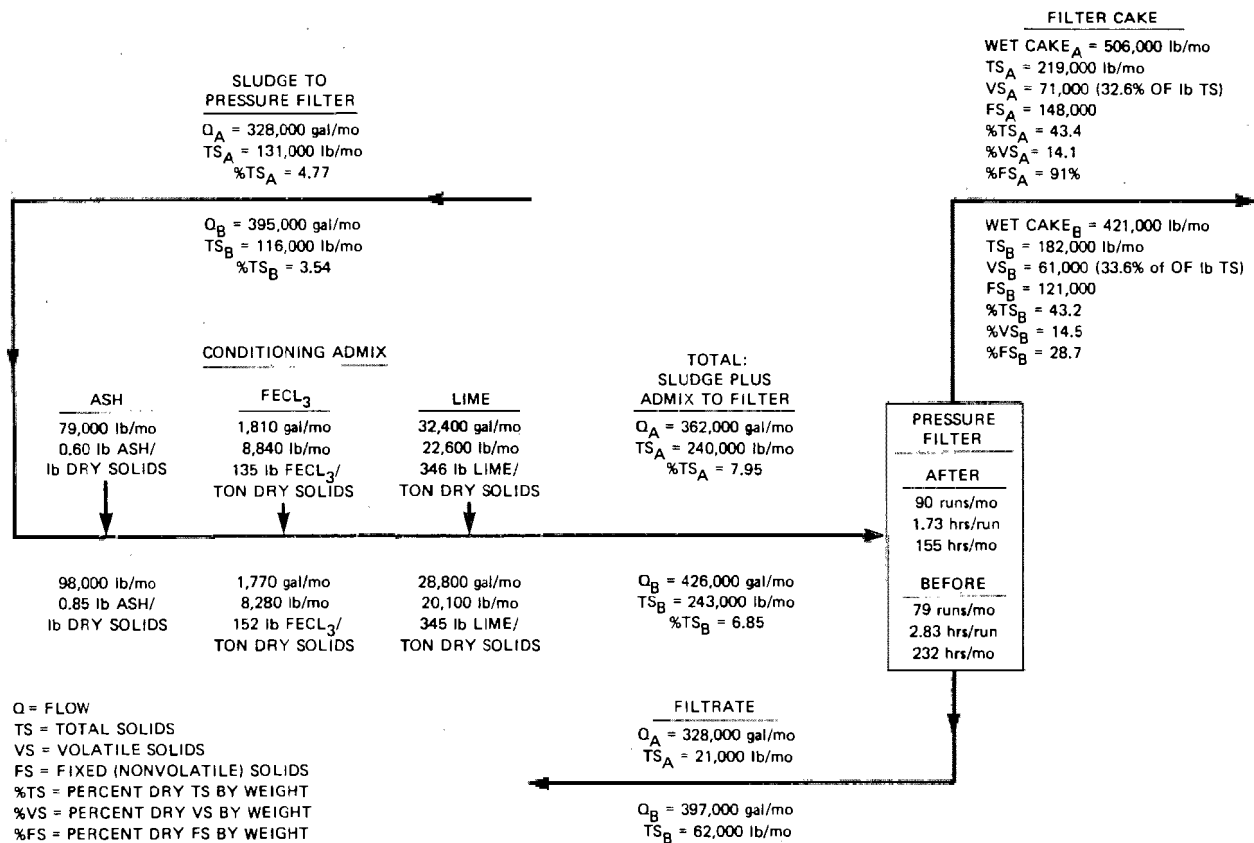 FILTER CAKE
WET CAKE_A = 506,000 lb/mo
TS_A = 219,000 lb/mo
VS_A = 71,000 (32.6% OF lb TS)
FS_A = 148,000
%TS_A = 43.4
%VS_A = 14.1
%FS_A = 91%
SLUDGE TO
PRESSURE FILTER
Q_A = 328,000 gal/mo
TS_A = 131,000 lb/mo
%TS_A = 4.77
Q_B = 395,000 gal/mo
TS_B = 116,000 lb/mo
%TS_B = 3.54
WET CAKE_B = 421,000 lb/mo
TS_B = 182,000 lb/mo
VS_B = 61,000 (33.6% of OF lb TS)
FS_B = 121,000
%TS_B = 43.2
%VS_B = 14.5
%FS_B = 28.7
CONDITIONING ADMIX
ASH
79,000 lb/mo
0.60 lb ASH/
lb DRY SOLIDS
FECL3
1,810 gal/mo
8,840 lb/mo
135 lb FECL3/
TON DRY SOLIDS
LIME
32,400 gal/mo
22,600 lb/mo
346 lb LIME/
TON DRY SOLIDS
TOTAL:
SLUDGE PLUS
ADMIX TO FILTER
Q_A = 362,000 gal/mo
TS_A = 240,000 lb/mo
%TS_A = 7.95
98,000 lb/mo
0.85 lb ASH/
lb DRY SOLIDS
1,770 gal/mo
8,280 lb/mo
152 lb FECL3/
TON DRY SOLIDS
28,800 gal/mo
20,100 lb/mo
345 lb LIME/
TON DRY SOLIDS
Q_B = 426,000 gal/mo
TS_B = 243,000 lb/mo
%TS_B = 6.85
PRESSURE
FILTER
AFTER
90 runs/mo
1.73 hrs/run
155 hrs/mo
BEFORE
79 runs/mo
2.83 hrs/run
232 hrs/mo
FILTRATE
Q_A = 328,000 gal/mo
TS_A = 21,000 lb/mo
Q_B = 397,000 gal/mo
TS_B = 62,000 lb/mo
Q = FLOW
TS = TOTAL SOLIDS
VS = VOLATILE SOLIDS
FS = FIXED (NONVOLATILE) SOLIDS
%TS = PERCENT DRY TS BY WEIGHT
%VS = PERCENT DRY VS BY WEIGHT
%FS = PERCENT DRY FS BY WEIGHT